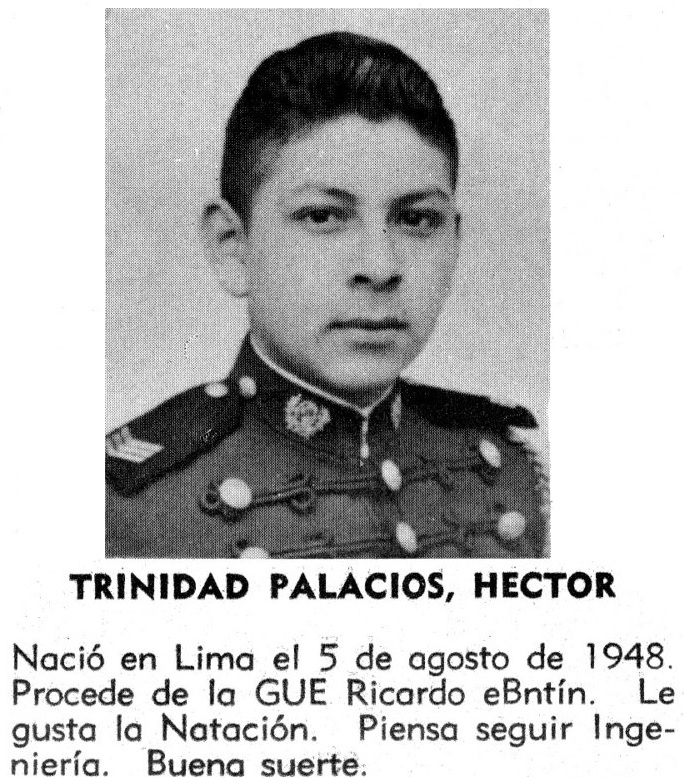 TRINIDAD PALACIOS, HECTOR
Nació en Lima el 5 de agosto de 1948.
Procede de la GUE Ricardo eBntín. Le
gusta la Natación. Piensa seguir Inge-
niería. Buena suerte.